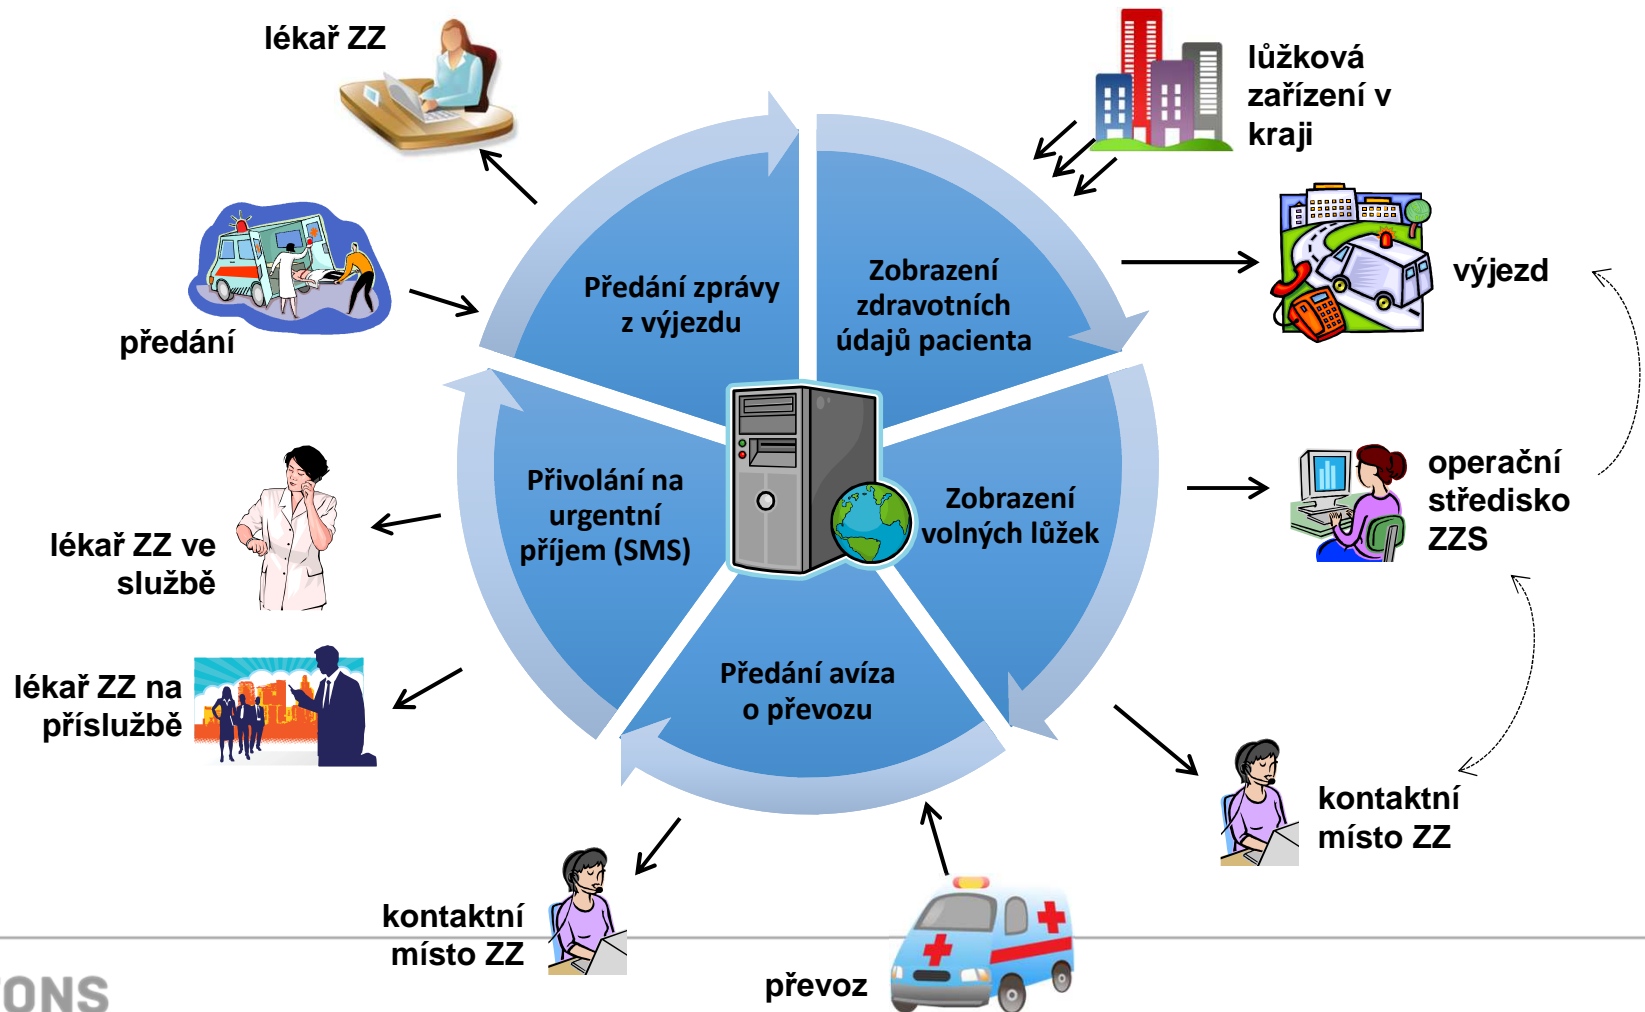 lékař ZZ
lůžková
zařízení v
kraji
výjezd
předání
Předání zprávy
z výjezdu
Zobrazení
zdravotních
údajů pacienta
Přivolání na
urgentní
příjem (SMS)
Zobrazení
volných lůžek
operační
středisko
ZZS
lékař ZZ ve
službě
lékař ZZ na
příslužbě
Předání avíza
o převozu
kontaktní
místo ZZ
kontaktní
místo ZZ
převoz